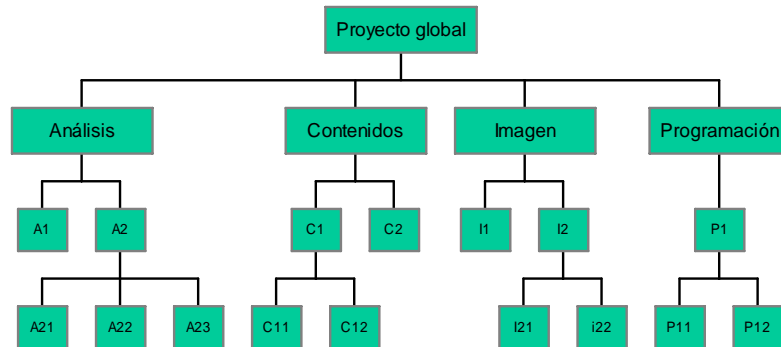 Proyecto global
Análisis
Contenidos
Imagen
Programación
A1
A2
C1
C2
I1
I2
P1
A21
A22
A23
C11
C12
I21
i22
P11
P12